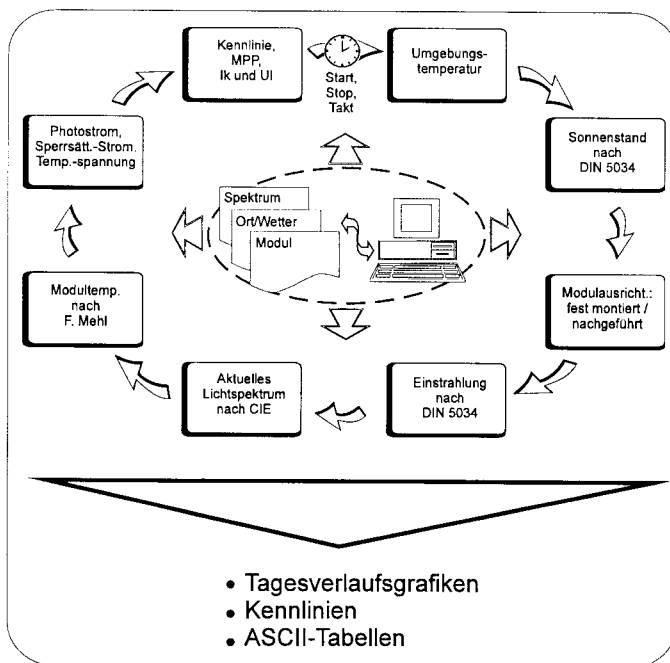 Kennlinie,
MPP,
Ik und Ul
Start,
Stop,
Takt
Umgebungs-
temperatur
Sonnenstand
nach
DIN 5034
Modulausricht.:
fest montiert /
nachgeführt
Einstrahlung
nach
DIN 5034
Aktuelles
Lichtspektrum
nach CIE
Modultemp.
nach
F. Mehl
Photostrom,
Sperrsätt.-Strom.
Temp.-spannung
Spektrum
Ort/Wetter
Modul
• Tagesverlaufsgrafiken
• Kennlinien
• ASCII-Tabellen